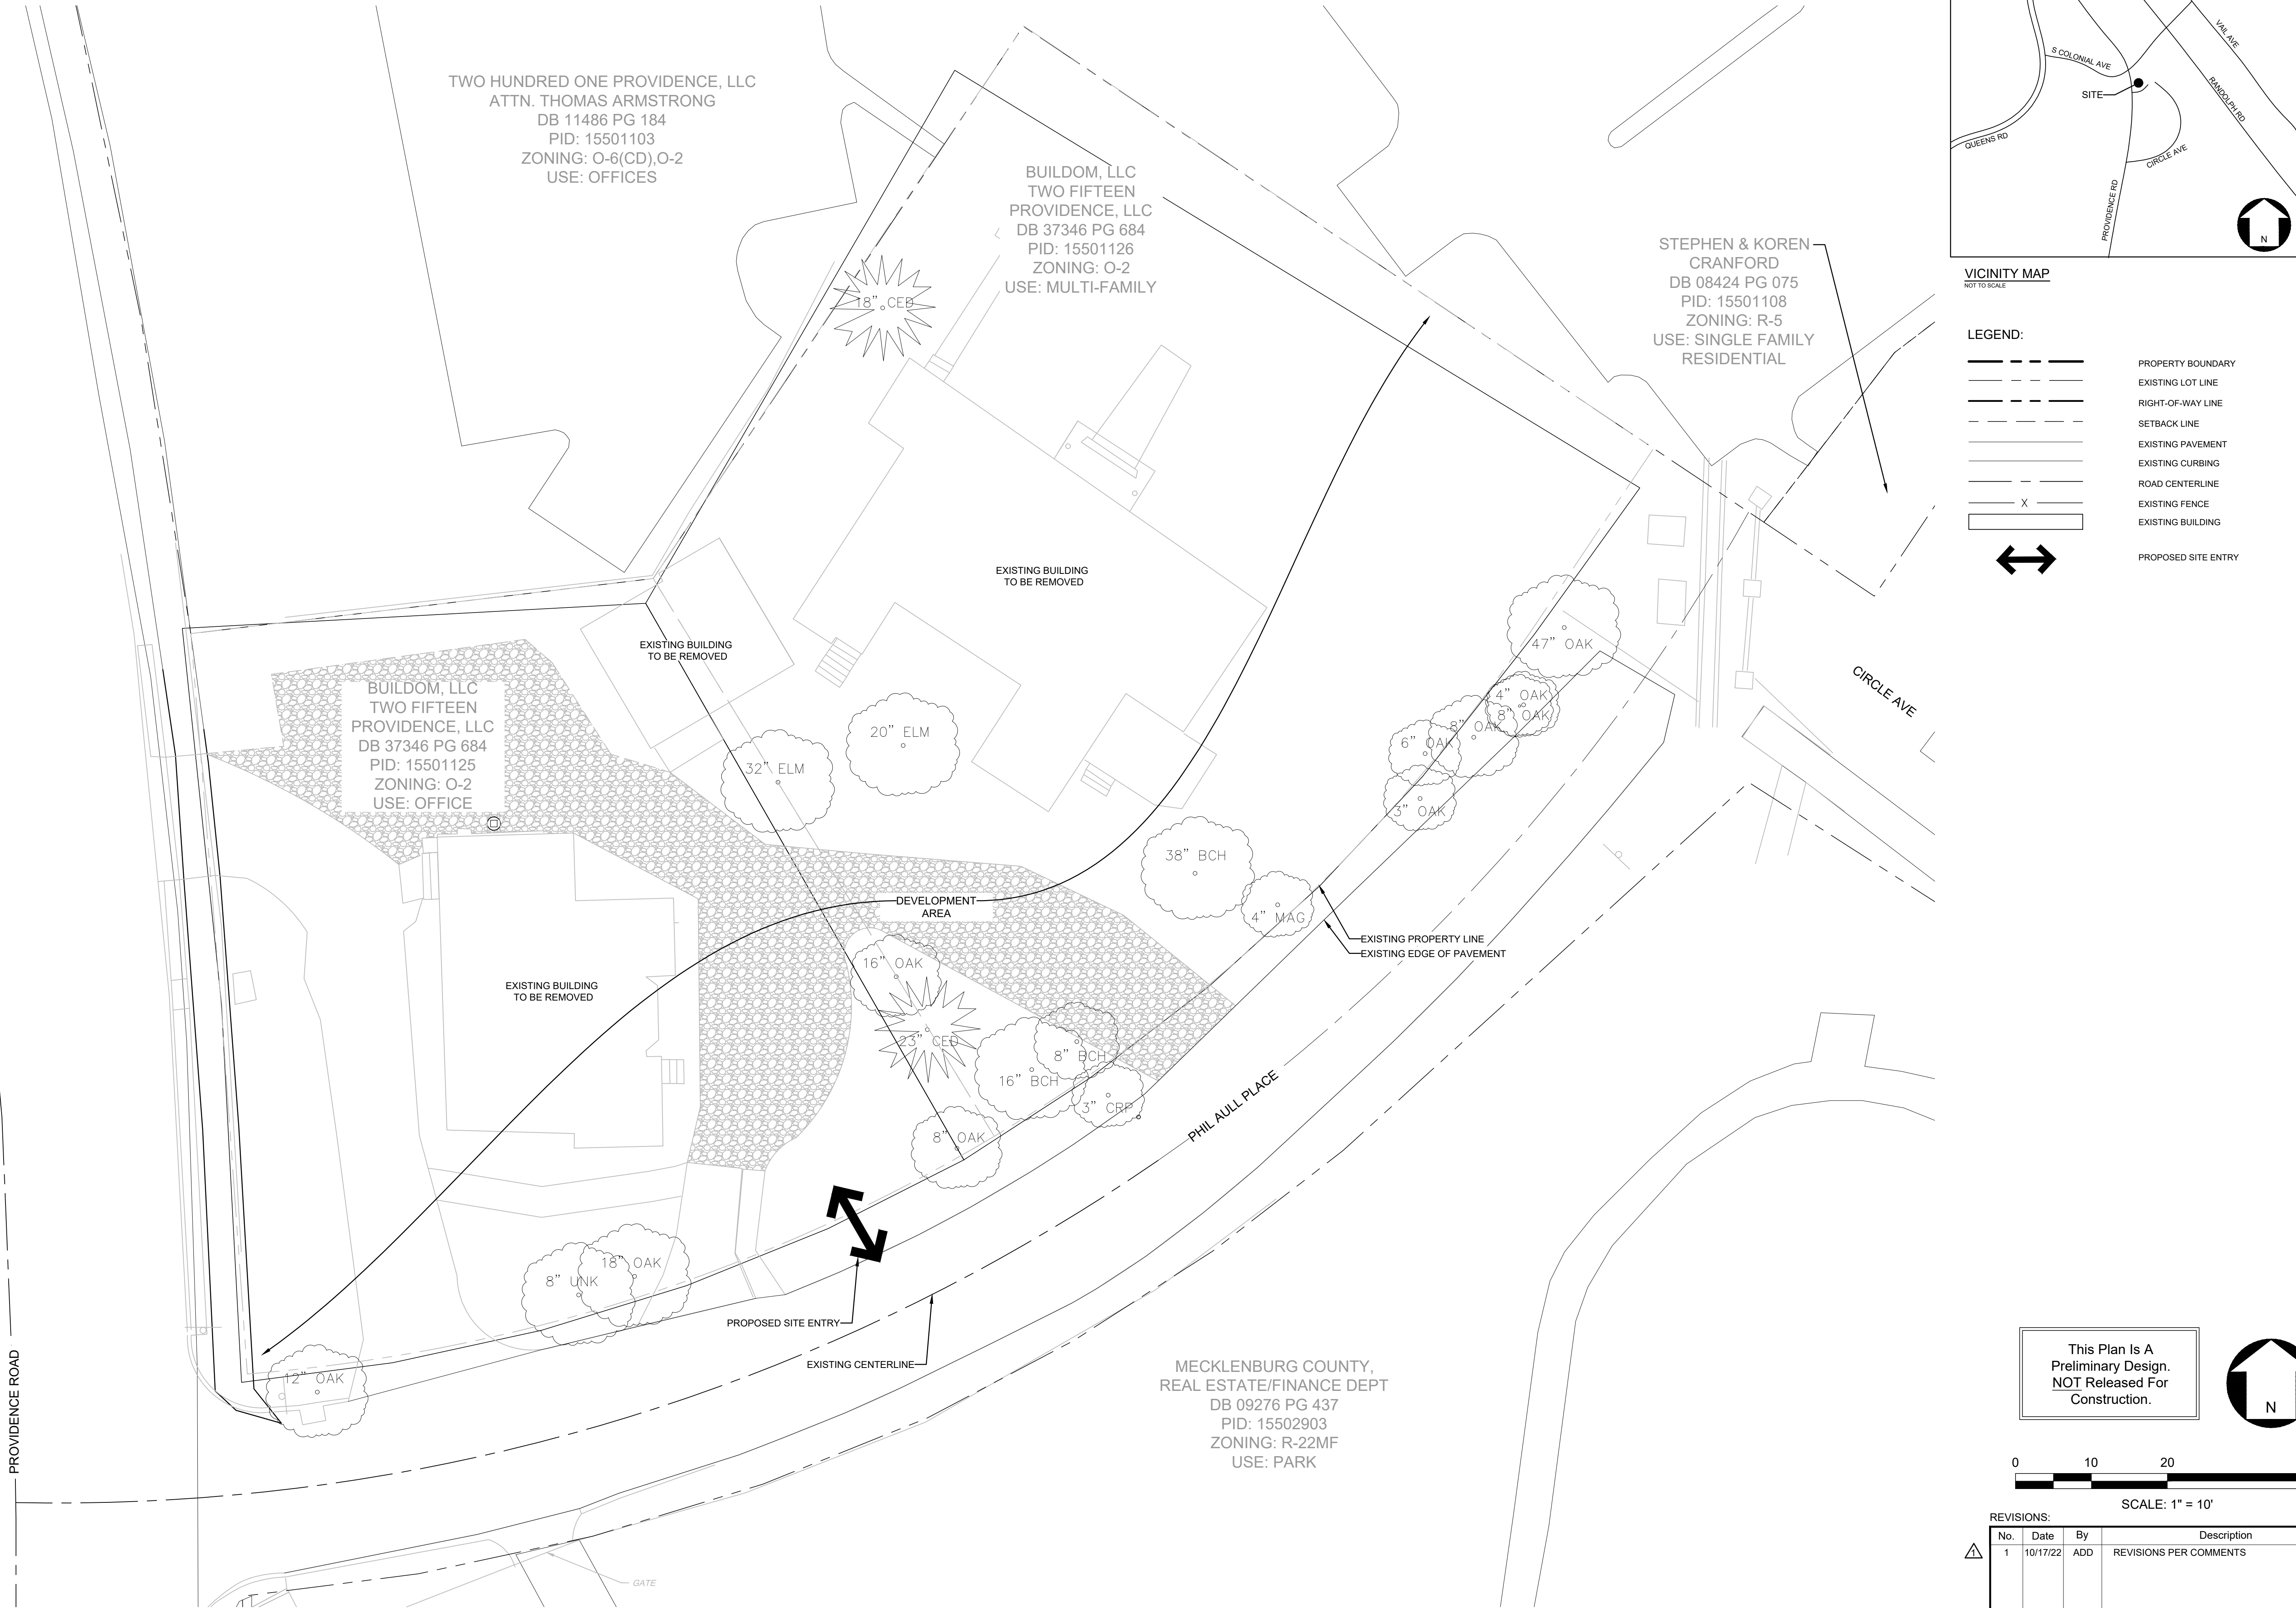 TWO HUNDRED ONE PROVIDENCE, LLC
ATTN. THOMAS ARMSTRONG
DB 11486 PG 184
PID: 15501103
ZONING: O-6(CD),O-2
USE: OFFICES
BUILDOM, LLC
TWO FIFTEEN
PROVIDENCE, LLC
DB 37346 PG 684
PID: 15501126
ZONING: O-2
USE: MULTI-FAMILY
STEPHEN & KOREN
CRANFORD
DB 08424 PG 075
PID: 15501108
ZONING: R-5
USE: SINGLE FAMILY
RESIDENTIAL
18" CED
EXISTING BUILDING
TO BE REMOVED
EXISTING BUILDING
TO BE REMOVED
47" OAK
4" OAK
8" OAK
8" OAK
6" OAK
3" OAK
CIRCLE AVE
BUILDOM, LLC
TWO FIFTEEN
PROVIDENCE, LLC
DB 37346 PG 684
PID: 15501125
ZONING: O-2
USE: OFFICE
20" ELM
32" ELM
38" BCH
4" MAG
DEVELOPMENT
AREA
EXISTING PROPERTY LINE
EXISTING EDGE OF PAVEMENT
16" OAK
23" CED
8" BCH
16" BCH
3" CRP
8" OAK
EXISTING BUILDING
TO BE REMOVED
PHIL AULL PLACE
18" OAK
8" UNK
12" OAK
PROPOSED SITE ENTRY
EXISTING CENTERLINE
PROVIDENCE ROAD
MECKLENBURG COUNTY,
REAL ESTATE/FINANCE DEPT
DB 09276 PG 437
PID: 15502903
ZONING: R-22MF
USE: PARK
GATE
VAIL AVE
S COLONIAL AVE
RANDOLPH RD
SITE
QUEENS RD
CIRCLE AVE
PROVIDENCE RD
N
VICINITY MAP
NOT TO SCALE
LEGEND:
PROPERTY BOUNDARY
EXISTING LOT LINE
RIGHT-OF-WAY LINE
SETBACK LINE
EXISTING PAVEMENT
EXISTING CURBING
ROAD CENTERLINE
X EXISTING FENCE
EXISTING BUILDING
PROPOSED SITE ENTRY
This Plan Is A
Preliminary Design.
NOT Released For
Construction.
N
0 10 20
SCALE: 1" = 10'
REVISIONS:
No. Date By Description
1 1 10/17/22 ADD REVISIONS PER COMMENTS